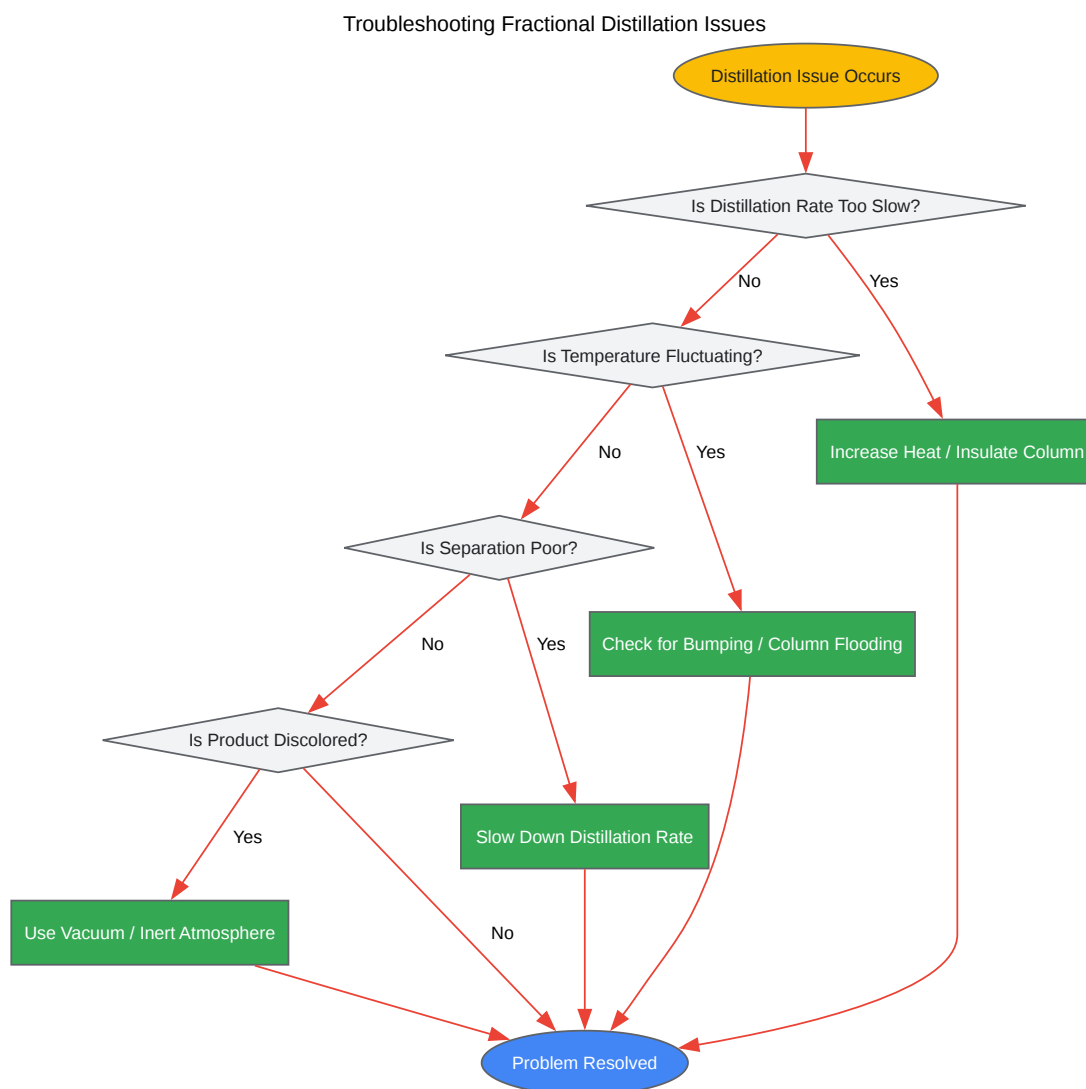 Troubleshooting Fractional Distillation Issues
Distillation Issue Occurs
Is Distillation Rate Too Slow?
No
Yes
Is Temperature Fluctuating?
Increase Heat / Insulate Column
No
Yes
Is Separation Poor?
Check for Bumping / Column Flooding
No
Yes
Is Product Discolored?
Slow Down Distillation Rate
Yes
Use Vacuum / Inert Atmosphere
No
Problem Resolved